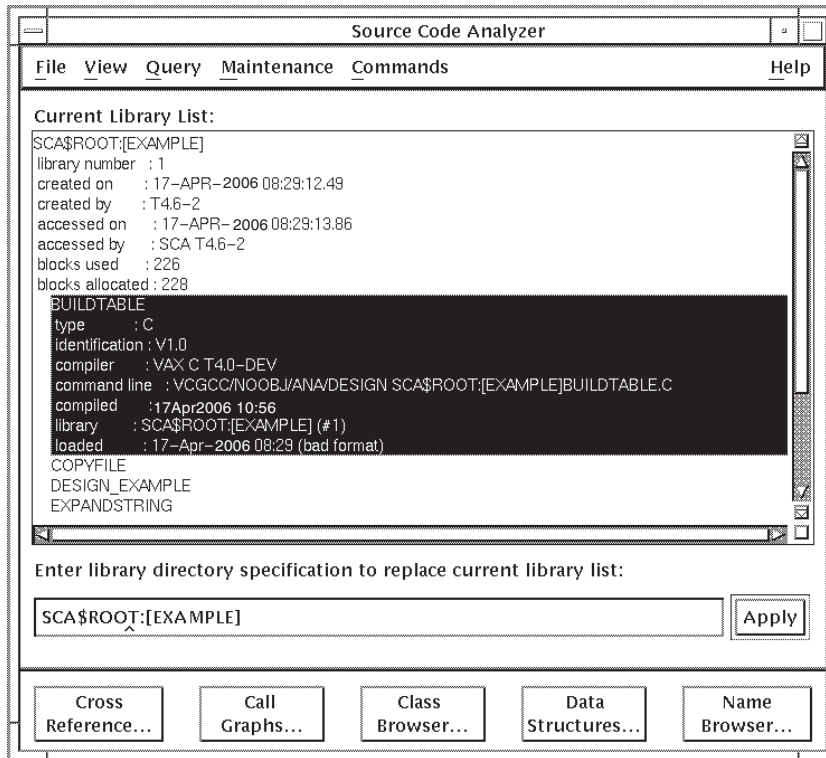 Source Code Analyzer
File View Query Maintenance Commands Help
Current Library List:
SCA$ROOT:[EXAMPLE]
library number : 1
created on : 17-APR-2006 08:29:12.49
created by : T4.6-2
accessed on : 17-APR-2006 08:29:13.86
accessed by : SCA T4.6-2
blocks used : 226
blocks allocated : 228
BUILDTABLE
type : C
identification : V1.0
compiler : VAX C T4.0-DEV
command line : VCGCC/NOOBJ/ANA/DESIGN SCA$ROOT:[EXAMPLE]BUILDTABLE.C
compiled :17Apr2006 10:56
library : SCA$ROOT:[EXAMPLE] (#1)
loaded : 17-Apr-2006 08:29 (bad format)
COPYFILE
DESIGN_EXAMPLE
EXPANDSTRING
Enter library directory specification to replace current library list:
SCA$ROOT:[EXAMPLE]
Apply
Cross Reference...
Call Graphs...
Class Browser...
Data Structures...
Name Browser...